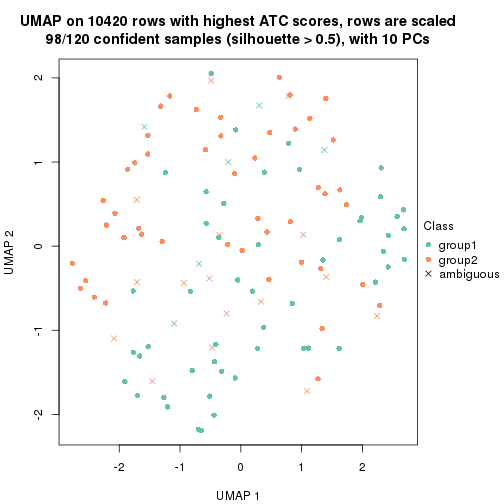 UMAP on 10420 rows with highest ATC scores, rows are scaled
98/120 confident samples (silhouette > 0.5), with 10 PCs
2
1
0
-1
-2
UMAP 2
-2
-1
0
1
2
UMAP 1
Class
group1
group2
ambiguous